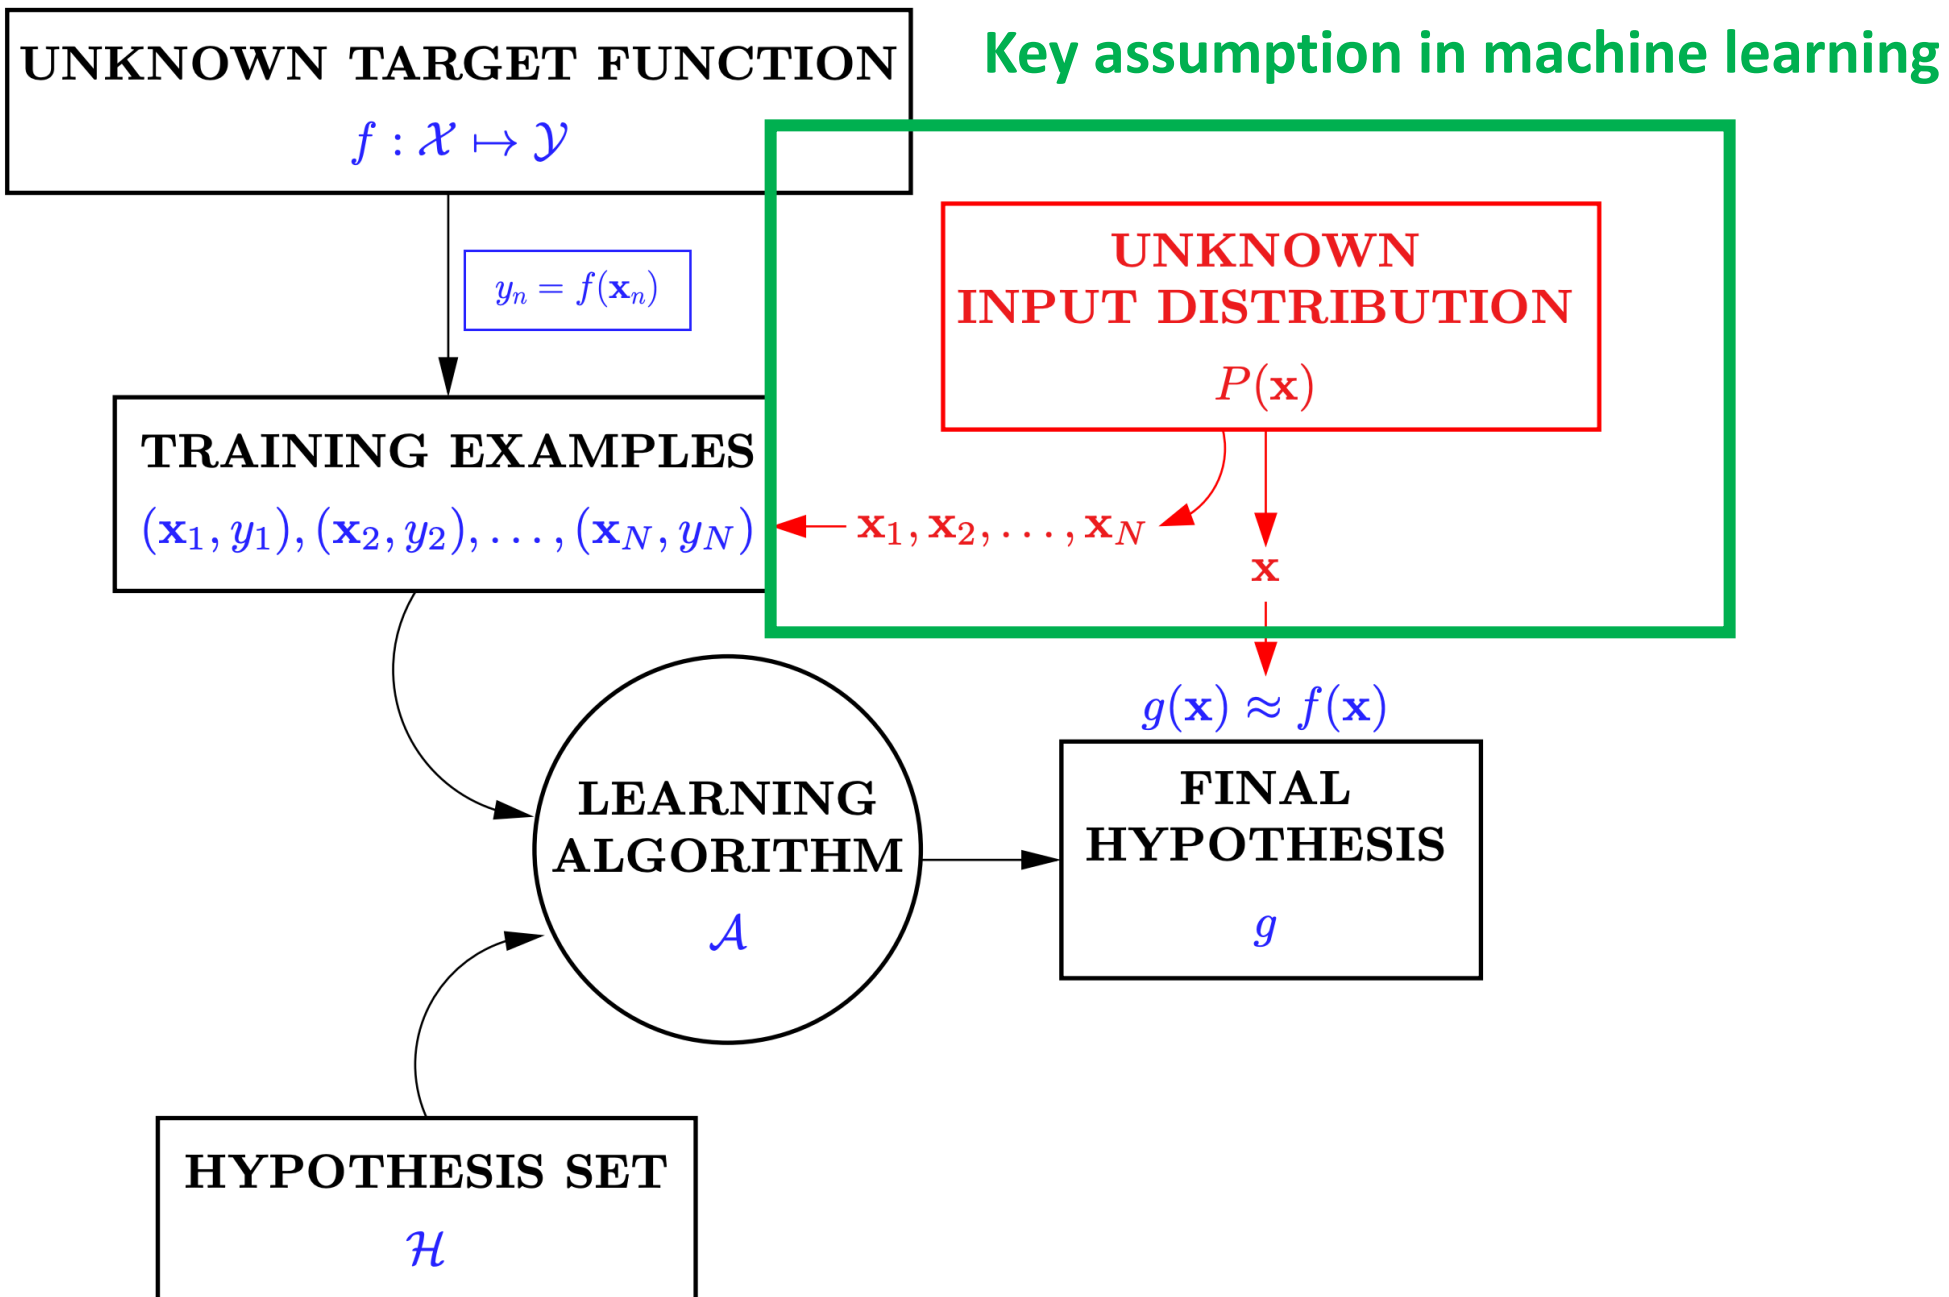 Key assumption in machine learning
UNKNOWN TARGET FUNCTION
f : 𝒳 ↦ 𝒴
yₙ = f(𝐱ₙ)
UNKNOWN
INPUT DISTRIBUTION
P(𝐱)
TRAINING EXAMPLES
(𝐱₁, y₁), (𝐱₂, y₂), . . . , (𝐱_N, y_N)
𝐱₁, 𝐱₂, . . . , 𝐱_N
𝐱
g(𝐱) ≈ f(𝐱)
LEARNING
ALGORITHM
𝒜
FINAL
HYPOTHESIS
g
HYPOTHESIS SET
ℋ